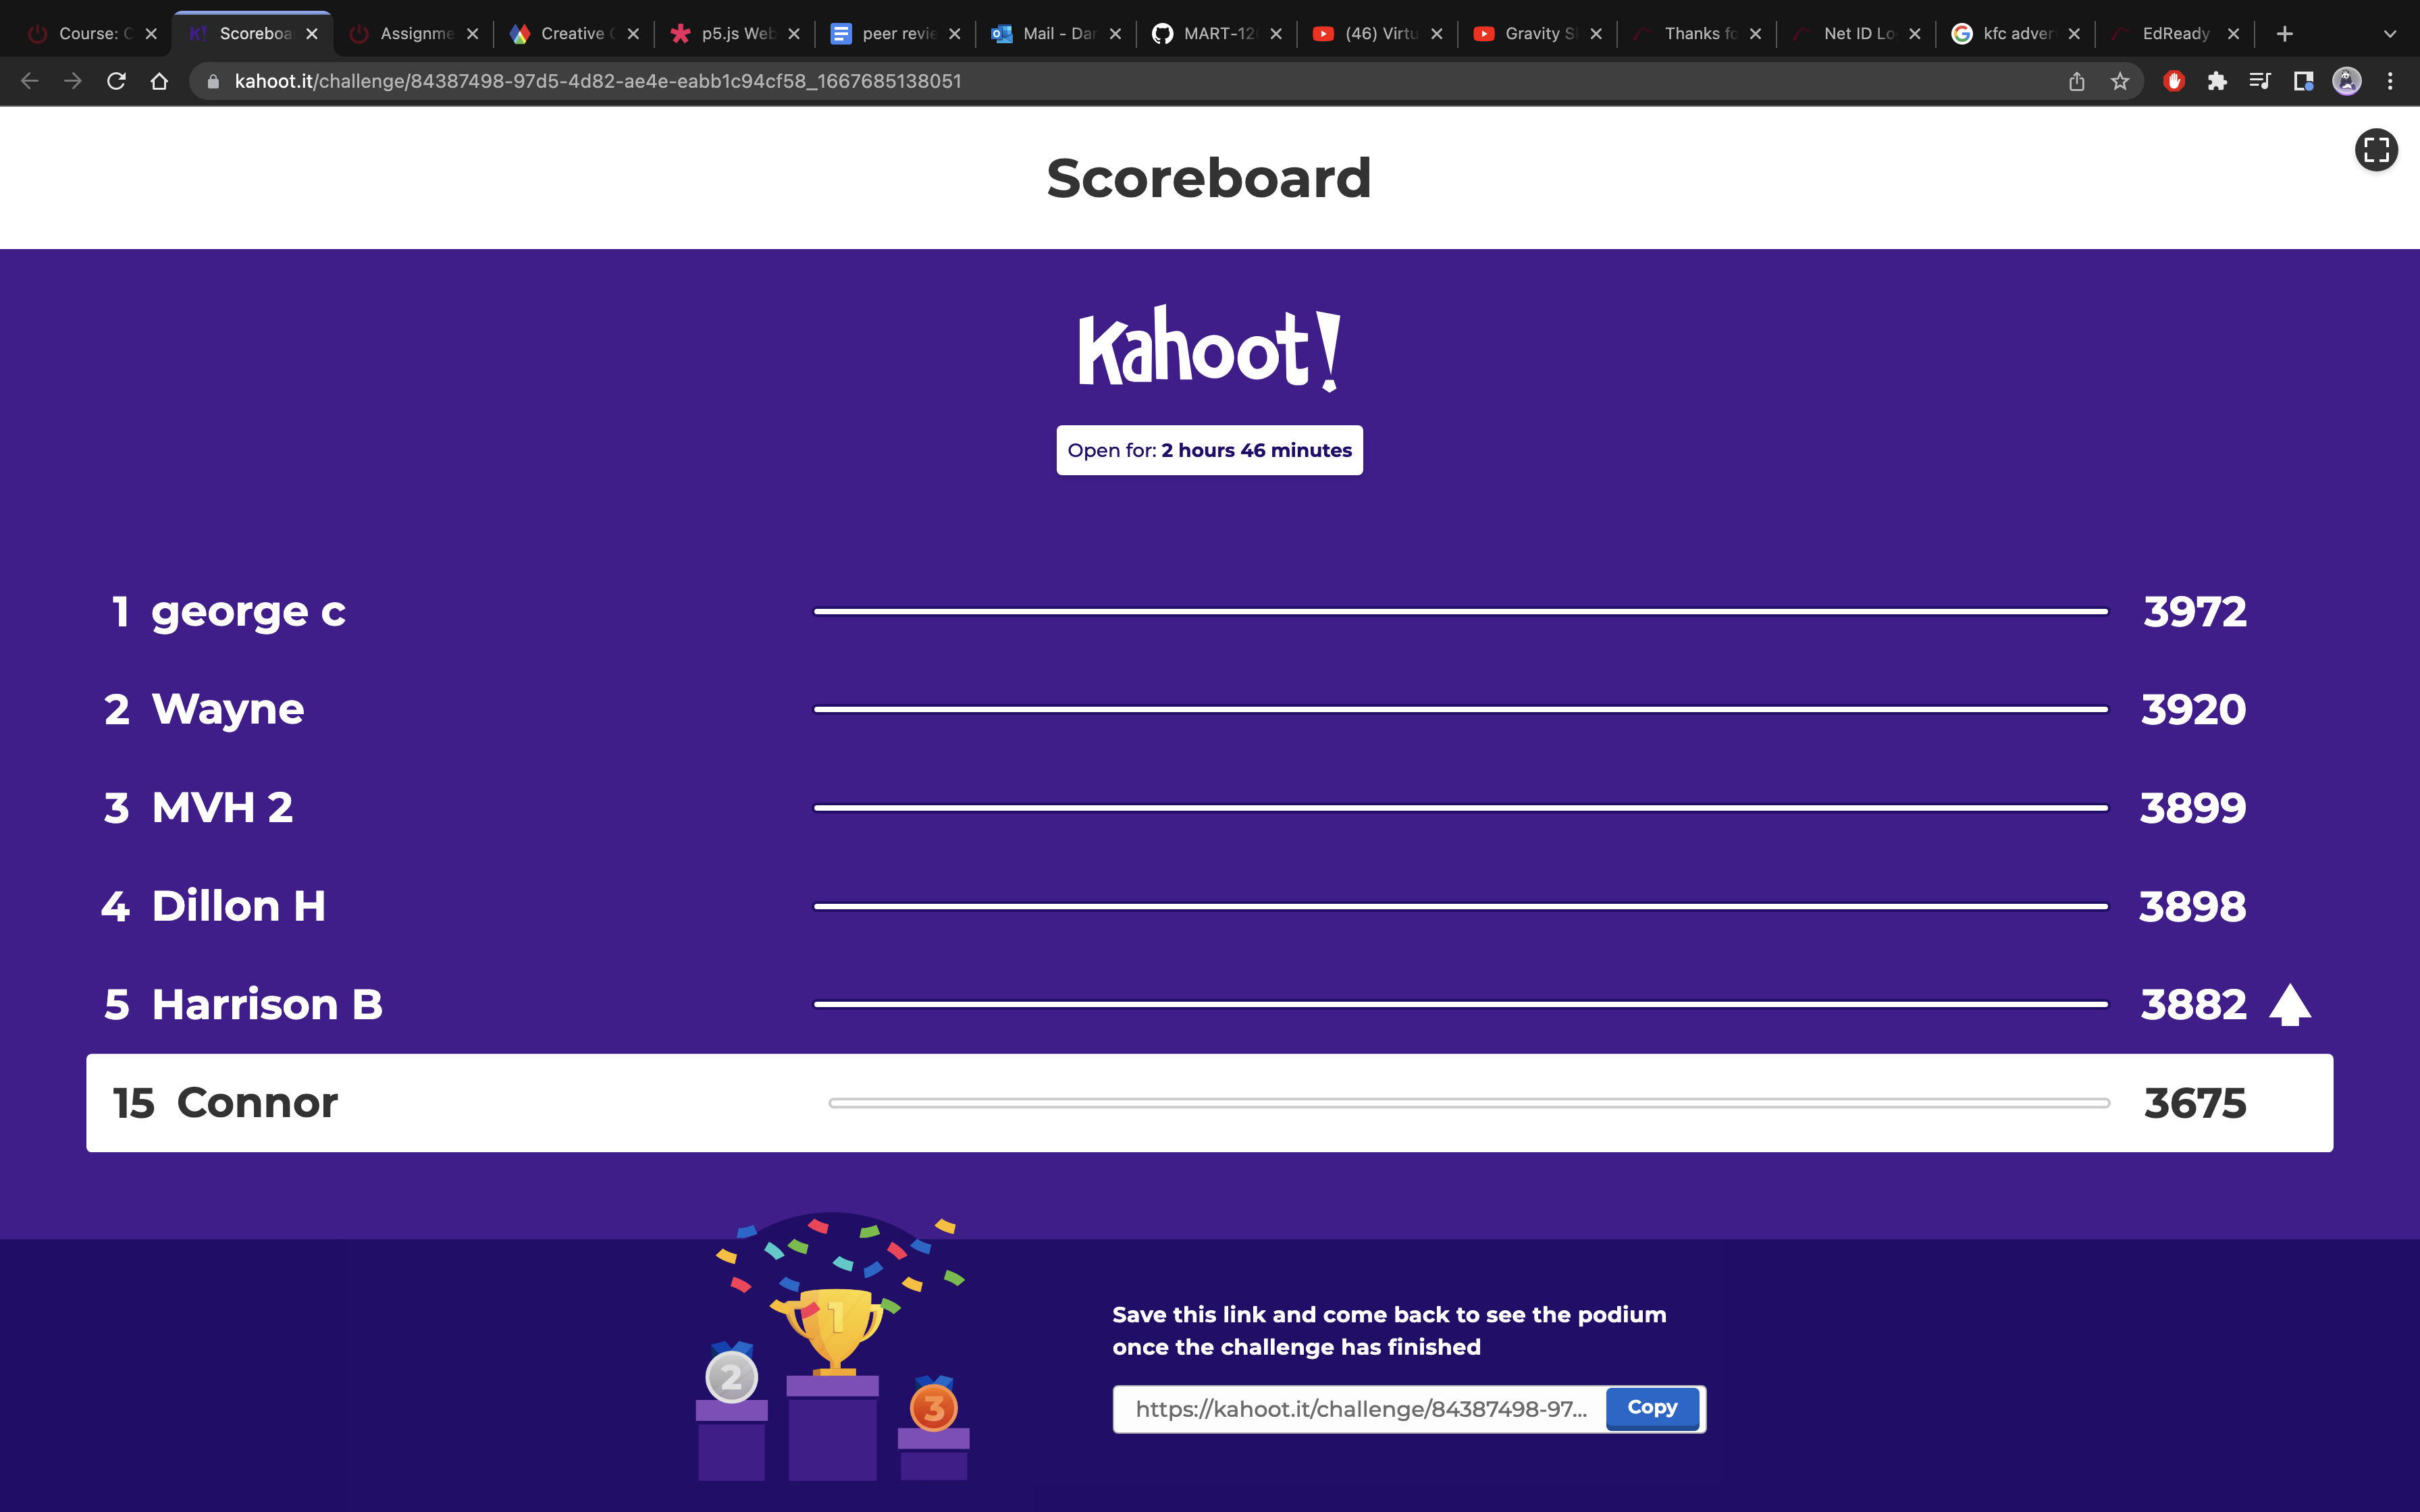 Course: C
Scoreboa
Assignme
Creative
p5.js Web
peer revie
Mail - Dar
MART-12
(46) Virtu
Gravity S
Thanks fo
Net ID Lo
kfc adver
EdReady
kahoot.it/challenge/84387498-97d5-4d82-ae4e-eabb1c94cf58_1667685138051
Scoreboard
Kahoot!
Open for: 2 hours 46 minutes
1 george c 3972
2 Wayne 3920
3 MVH 2 3899
4 Dillon H 3898
5 Harrison B 3882
15 Connor 3675
1
2
3
Save this link and come back to see the podium
once the challenge has finished
https://kahoot.it/challenge/84387498-97...
Copy